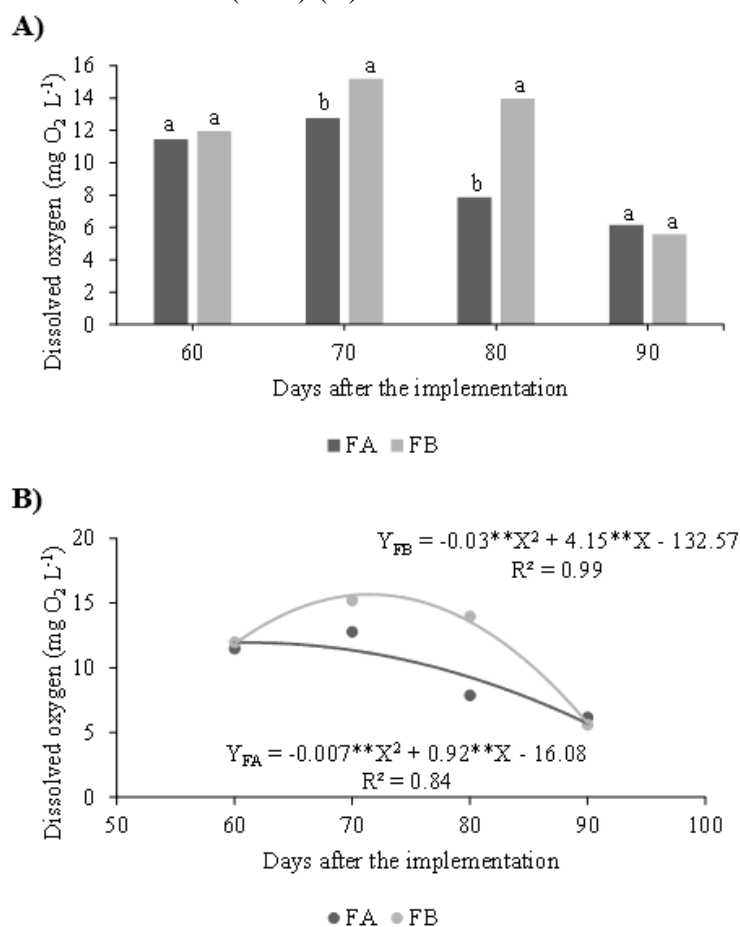 A)
Dissolved oxygen (mg O₂ L⁻¹)
16
14
12
10
8
6
4
2
0
a a
b a
b a
a a
60 70 80 90
Days after the implementation
FA FB
B)
Dissolved oxygen (mg O₂ L⁻¹)
20
15
10
5
0
Y_FB = -0.03**X² + 4.15**X - 132.57
R² = 0.99
Y_FA = -0.007**X² + 0.92**X - 16.08
R² = 0.84
50 60 70 80 90 100
Days after the implementation
FA FB